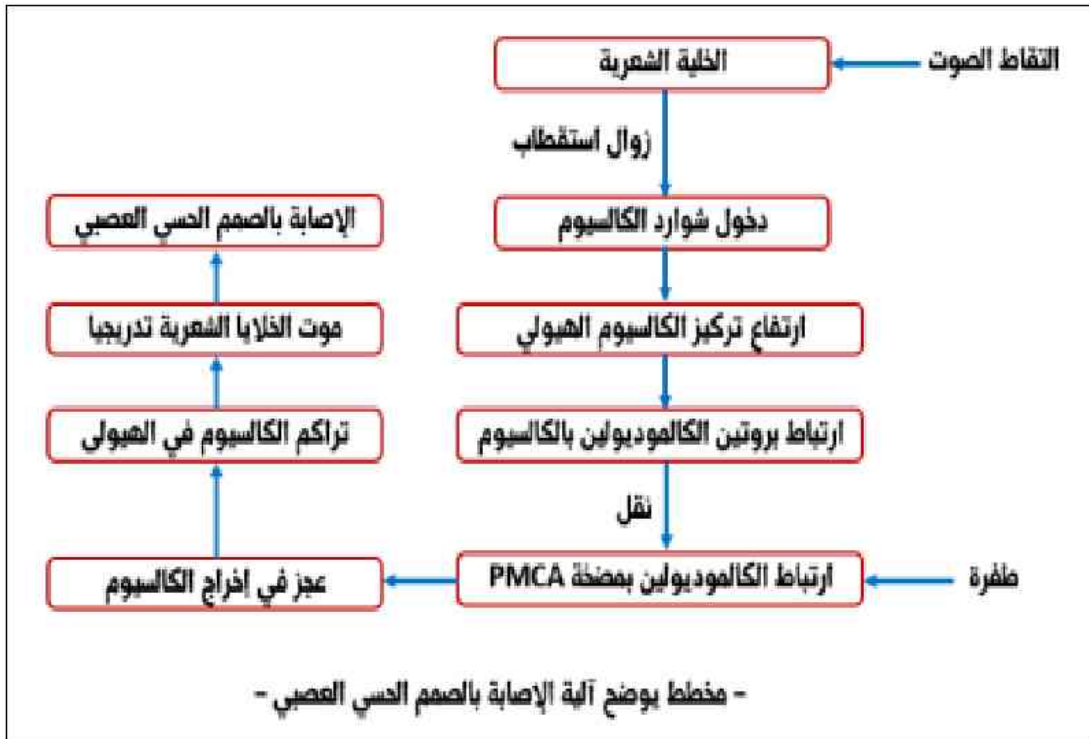 التقاط الصوت
الخلية الشعرية
زوال استقطاب
دخول شوارد الكالسيوم
ارتفاع تركيز الكالسيوم الهيولي
ارتباط بروتين الكالموديولين بالكالسيوم
نقل
طفرة
ارتباط الكالموديولين بمضخة PMCA
عجز في إخراج الكالسيوم
تراكم الكالسيوم في الهيولى
موت الخلايا الشعرية تدريجيا
الإصابة بالصمم الحسي العصبي
- مخطط يوضح آلية الإصابة بالصمم الحسي العصبي -